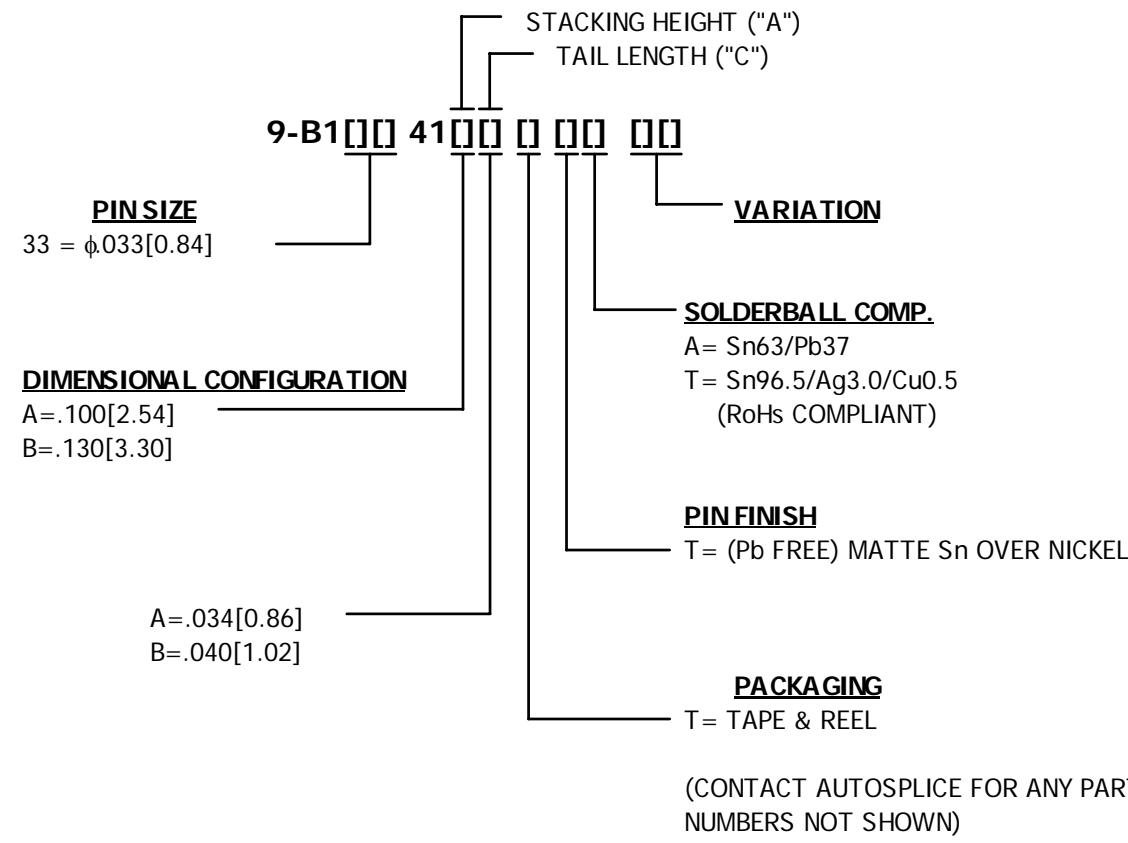 STACKING HEIGHT ("A")
TAIL LENGTH ("C")
9-B1[][] 41[][] [] [][] [][]
PIN SIZE
33 = ϕ.033[0.84]
VARIATION
SOLDERBALL COMP.
A= Sn63/Pb37
T= Sn96.5/Ag3.0/Cu0.5
(RoHs COMPLIANT)
DIMENSIONAL CONFIGURATION
A=.100[2.54]
B=.130[3.30]
PIN FINISH
T= (Pb FREE) MATTE Sn OVER NICKEL
A=.034[0.86]
B=.040[1.02]
PACKAGING
T= TAPE & REEL
(CONTACT AUTOSPLICE FOR ANY PART
NUMBERS NOT SHOWN)